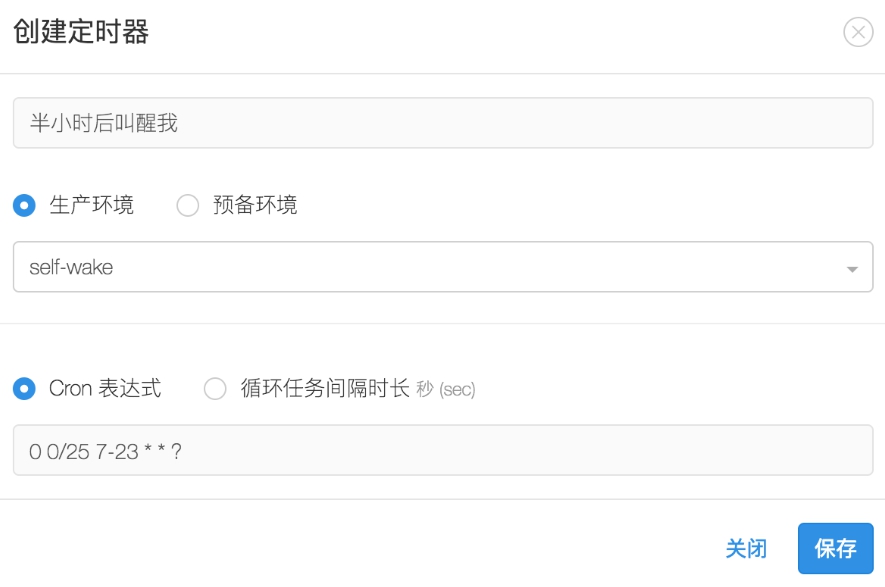 创建定时器
半小时后叫醒我
生产环境 预备环境
self-wake
Cron 表达式 循环任务间隔时长 秒 (sec)
0 0/25 7-23 * * ?
关闭 保存